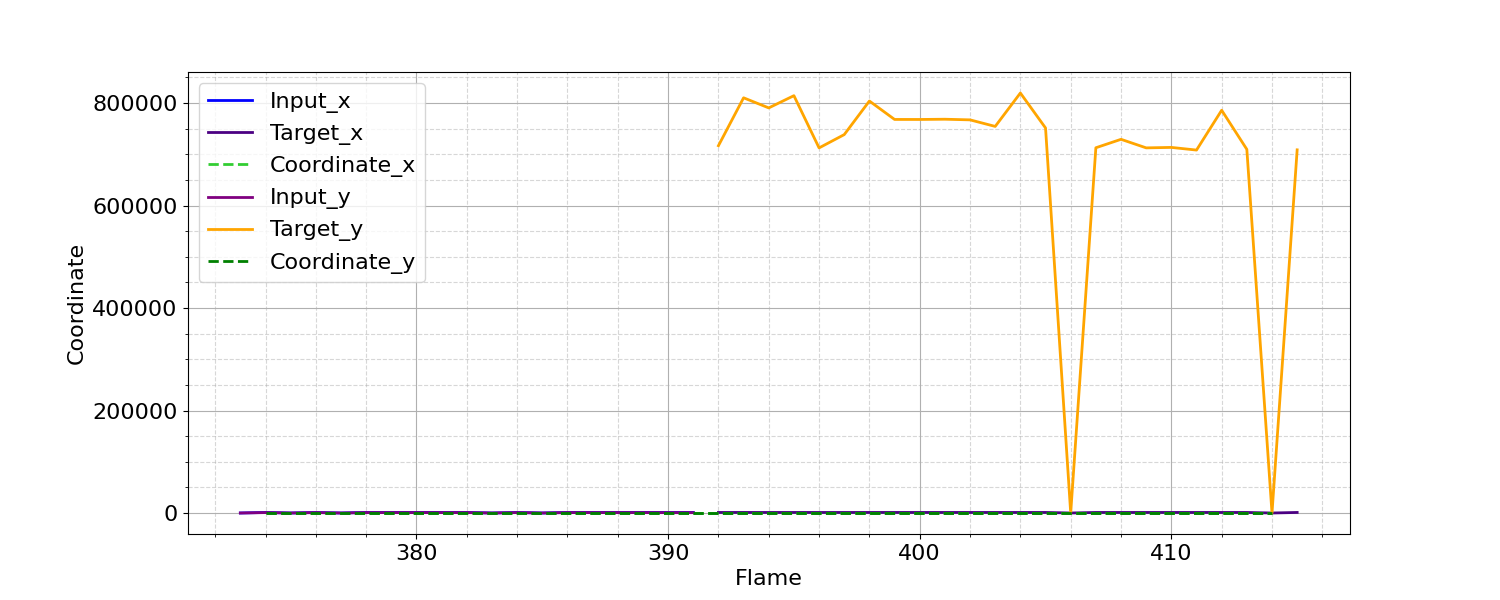 800000
600000
400000
200000
0
Coordinate
Input_x
Target_x
Coordinate_x
Input_y
Target_y
Coordinate_y
380
390
400
410
Flame